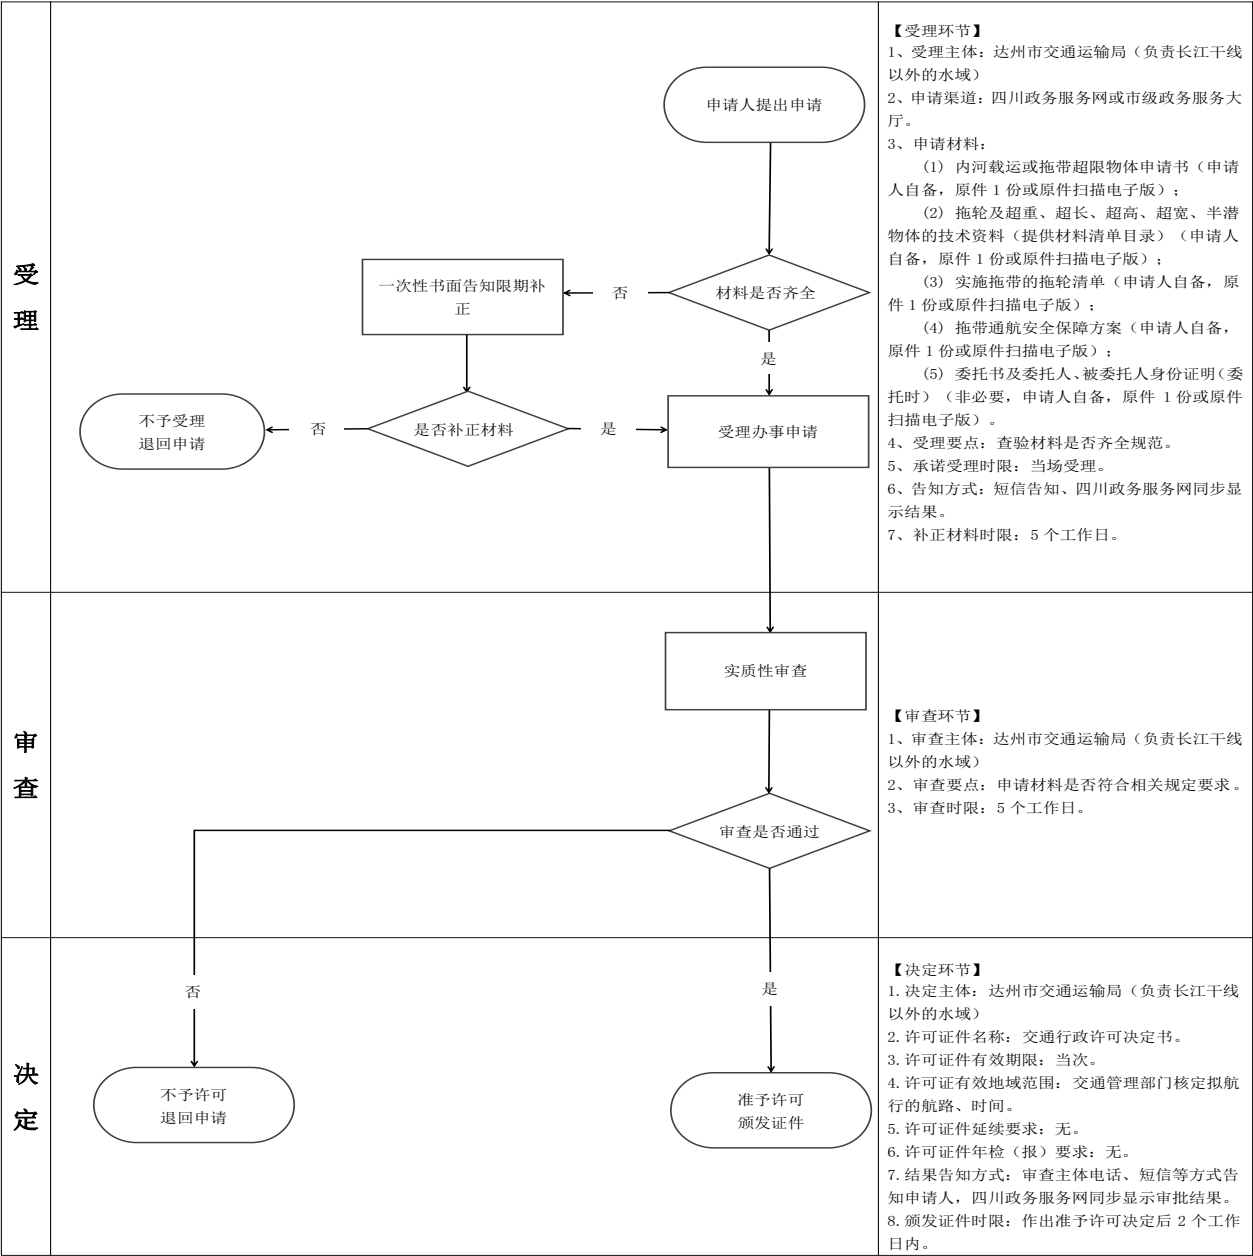 受
理
申请人提出申请
材料是否齐全
否
一次性书面告知限期补
正
是
是否补正材料
否
不予受理
退回申请
是
受理办事申请
【受理环节】
1、受理主体：达州市交通运输局（负责长江干线
以外的水域）
2、申请渠道：四川政务服务网或市级政务服务大
厅。
3、申请材料：
(1) 内河载运或拖带超限物体申请书（申请
人自备，原件 1 份或原件扫描电子版）；
(2) 拖轮及超重、超长、超高、超宽、半潜
物体的技术资料（提供材料清单目录）（申请人
自备，原件 1 份或原件扫描电子版）；
(3) 实施拖带的拖轮清单（申请人自备，原
件 1 份或原件扫描电子版）；
(4) 拖带通航安全保障方案（申请人自备，
原件 1 份或原件扫描电子版）；
(5) 委托书及委托人、被委托人身份证明（委
托时）（非必要，申请人自备，原件 1 份或原件
扫描电子版）。
4、受理要点：查验材料是否齐全规范。
5、承诺受理时限：当场受理。
6、告知方式：短信告知、四川政务服务网同步显
示结果。
7、补正材料时限：5 个工作日。
审
查
实质性审查
审查是否通过
【审查环节】
1、审查主体：达州市交通运输局（负责长江干线
以外的水域）
2、审查要点：申请材料是否符合相关规定要求。
3、审查时限：5 个工作日。
决
定
否
不予许可
退回申请
是
准予许可
颁发证件
【决定环节】
1.决定主体：达州市交通运输局（负责长江干线
以外的水域）
2.许可证件名称：交通行政许可决定书。
3.许可证件有效期限：当次。
4.许可证有效地域范围：交通管理部门核定拟航
行的航路、时间。
5.许可证件延续要求：无。
6.许可证件年检（报）要求：无。
7.结果告知方式：审查主体电话、短信等方式告
知申请人，四川政务服务网同步显示审批结果。
8.颁发证件时限：作出准予许可决定后 2 个工作
日内。